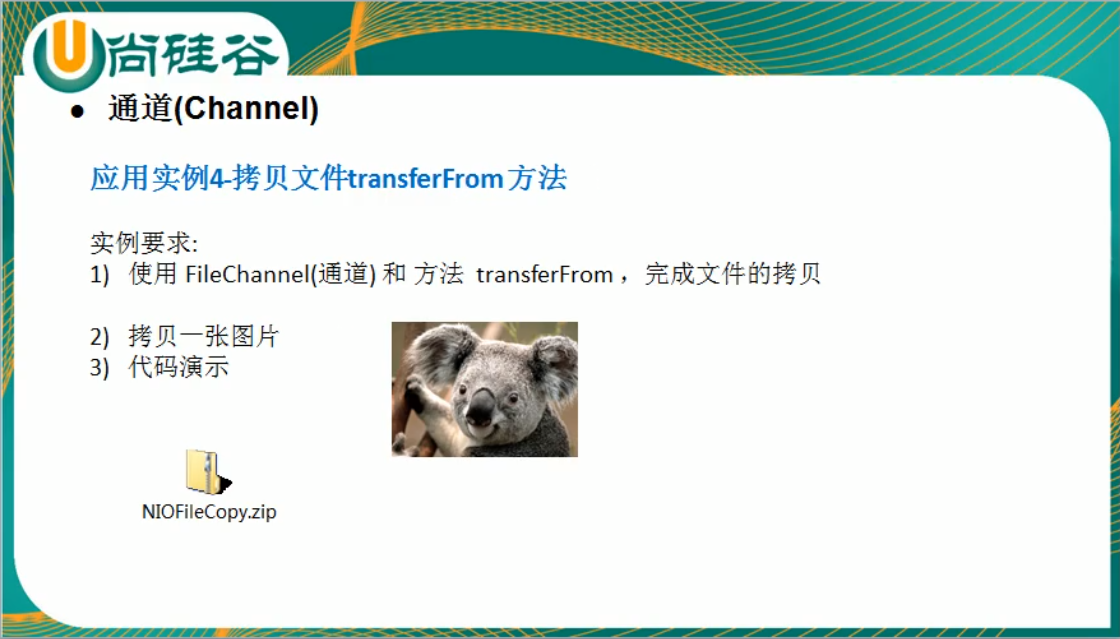 尚硅谷
通道(Channel)
应用实例4-拷贝文件transferFrom 方法
实例要求:
1) 使用 FileChannel(通道) 和 方法 transferFrom ，完成文件的拷贝
2) 拷贝一张图片
3) 代码演示
NIOFileCopy.zip